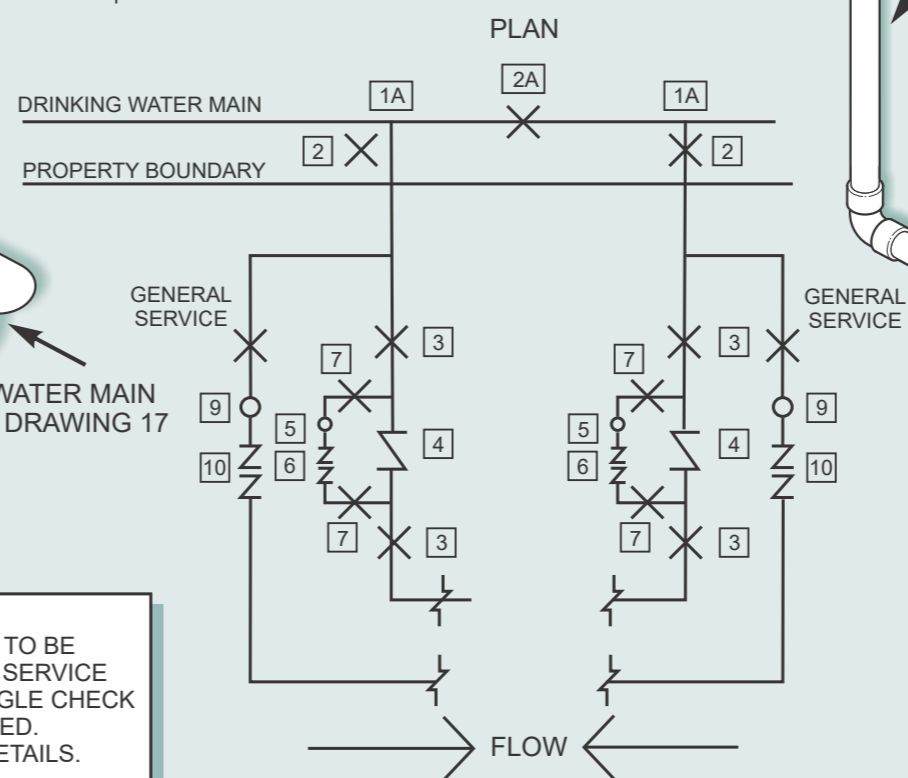 PLAN
2A
1A
1A
DRINKING WATER MAIN
2
2
PROPERTY BOUNDARY
GENERAL
SERVICE
GENERAL
SERVICE
3
3
7
7
WATER MAIN
DRAWING 17
9
5
4
5
4
9
10
6
6
10
7
3
7
3
TO BE
SERVICE
GLE CHECK
ED.
ETAILS.
FLOW